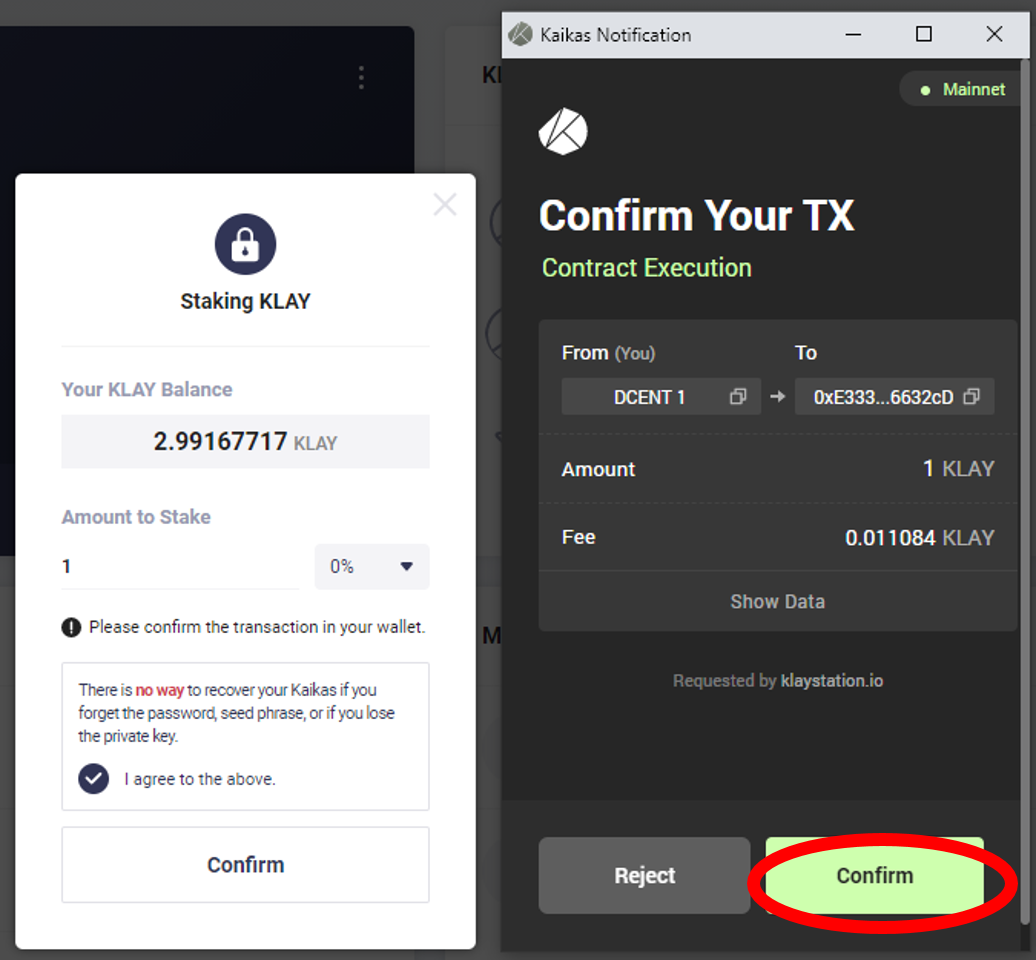 Staking KLAY
Your KLAY Balance
2.99167717 KLAY
Amount to Stake
1
0%
Please confirm the transaction in your wallet.
There is no way to recover your Kaikas if you
forget the password, seed phrase, or if you lose
the private key.
I agree to the above.
Confirm
Kaikas Notification
Mainnet
Confirm Your TX
Contract Execution
From (You) To
DCENT 1 → 0xE333...6632cD
Amount 1 KLAY
Fee 0.011084 KLAY
Show Data
Requested by klaystation.io
Reject Confirm